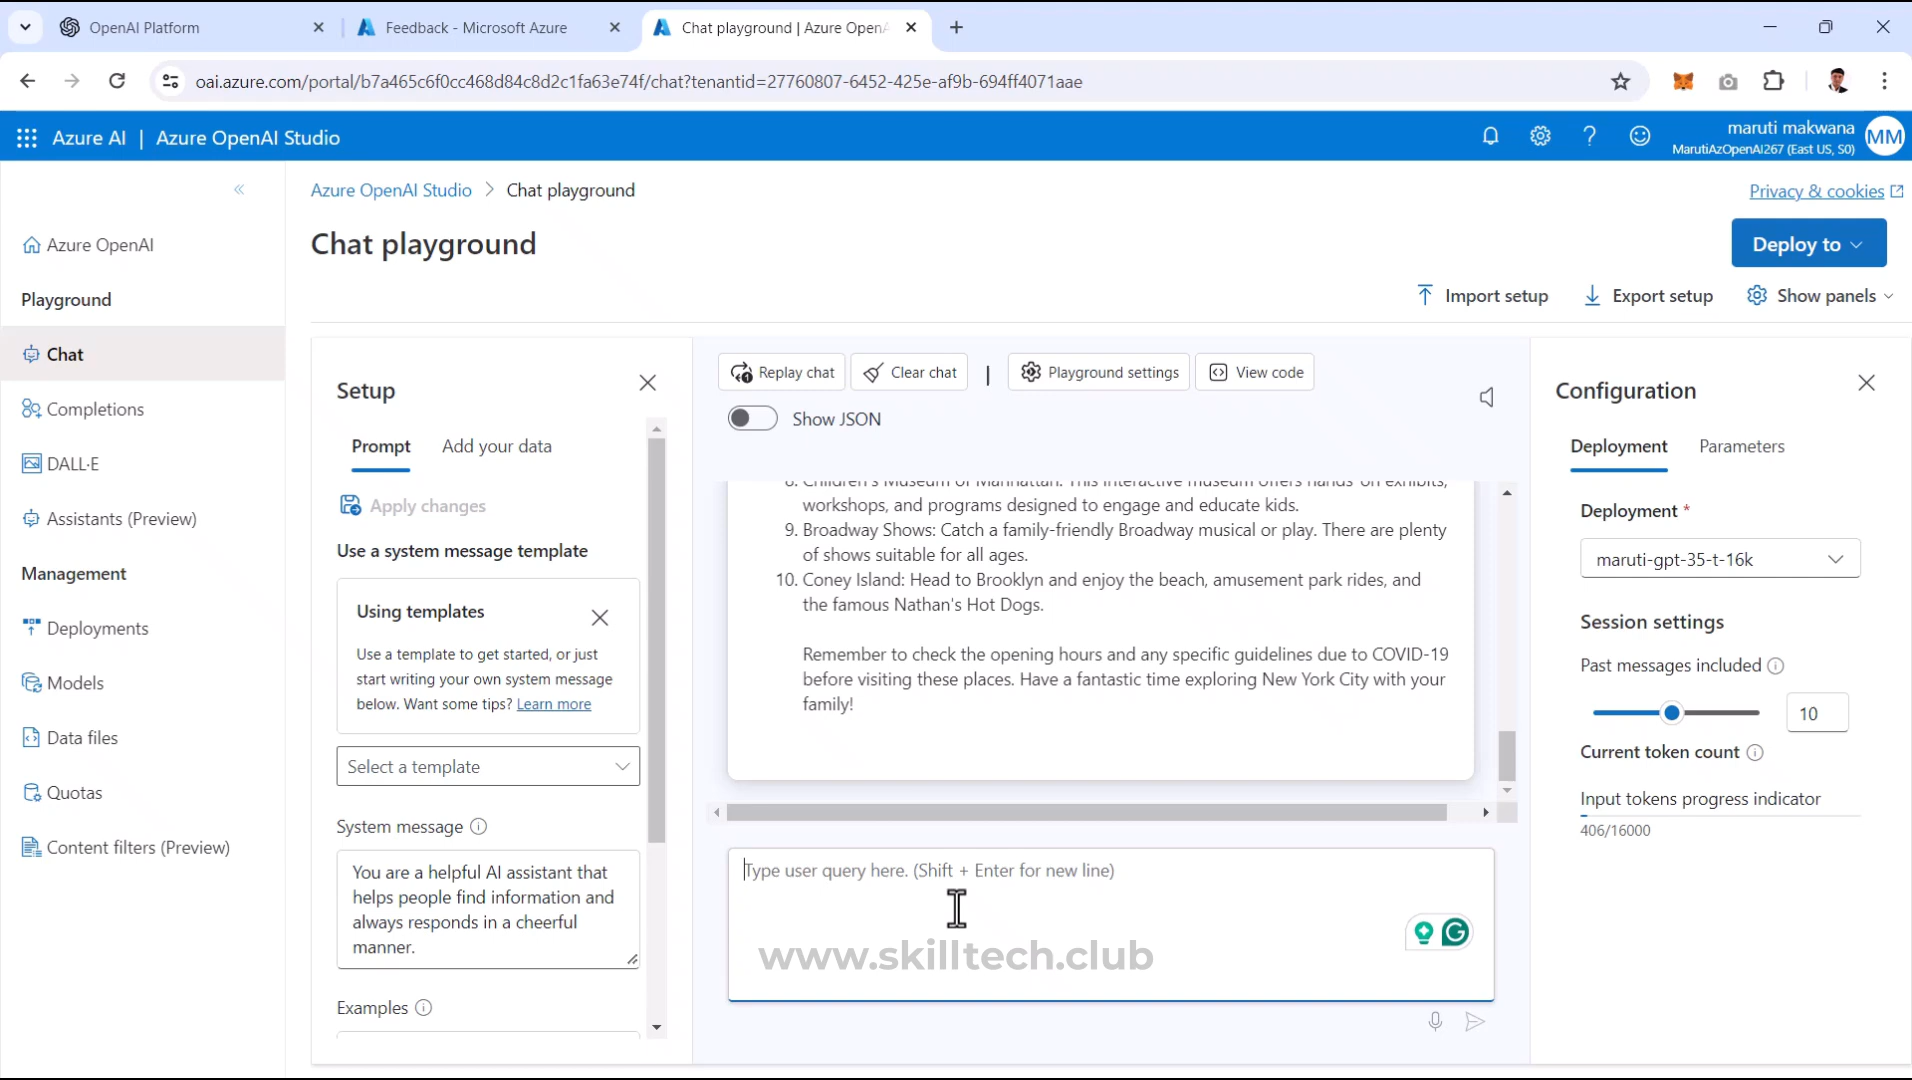 OpenAI Platform
Feedback - Microsoft Azure
Chat playground | Azure OpenA
oai.azure.com/portal/b7a465c6f0cc468d84c8d2c1fa63e74f/chat?tenantid=27760807-6452-425e-af9b-694ff4071aae
Azure AI | Azure OpenAI Studio
maruti makwana
MarutiAzOpenAI267 (East US, S0)
MM
Azure OpenAI Studio > Chat playground
Privacy & cookies
Chat playground
Deploy to
Import setup
Export setup
Show panels
Azure OpenAI
Playground
Chat
Completions
DALL·E
Assistants (Preview)
Management
Deployments
Models
Data files
Quotas
Content filters (Preview)
Setup
Prompt
Add your data
Apply changes
Use a system message template
Using templates
Use a template to get started, or just
start writing your own system message
below. Want some tips? Learn more
Select a template
System message
You are a helpful AI assistant that
helps people find information and
always responds in a cheerful
manner.
Examples
Replay chat
Clear chat
|
Playground settings
View code
Show JSON
8. Children's Museum of Manhattan: This interactive museum offers hands-on exhibits,
workshops, and programs designed to engage and educate kids.
9. Broadway Shows: Catch a family-friendly Broadway musical or play. There are plenty
of shows suitable for all ages.
10. Coney Island: Head to Brooklyn and enjoy the beach, amusement park rides, and
the famous Nathan's Hot Dogs.
Remember to check the opening hours and any specific guidelines due to COVID-19
before visiting these places. Have a fantastic time exploring New York City with your
family!
Type user query here. (Shift + Enter for new line)
www.skilltech.club
Configuration
Deployment
Parameters
Deployment *
maruti-gpt-35-t-16k
Session settings
Past messages included
10
Current token count
Input tokens progress indicator
406/16000